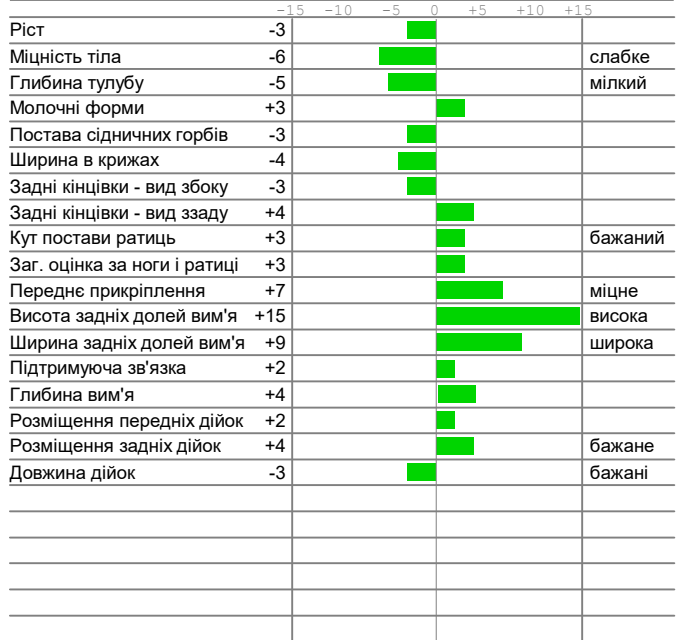 -15 -10 -5 0 +5 +10 +15
Ріст -3
Міцність тіла -6 слабке
Глибина тулубу -5 мілкий
Молочні форми +3
Постава сідничних горбів -3
Ширина в крижах -4
Задні кінцівки - вид збоку -3
Задні кінцівки - вид ззаду +4
Кут постави ратиць +3 бажаний
Заг. оцінка за ноги і ратиці +3
Переднє прикріплення +7 міцне
Висота задніх долей вим'я +15 висока
Ширина задніх долей вим'я +9 широка
Підтримуюча зв'язка +2
Глибина вим'я +4
Розміщення передніх дійок +2
Розміщення задніх дійок +4 бажане
Довжина дійок -3 бажані